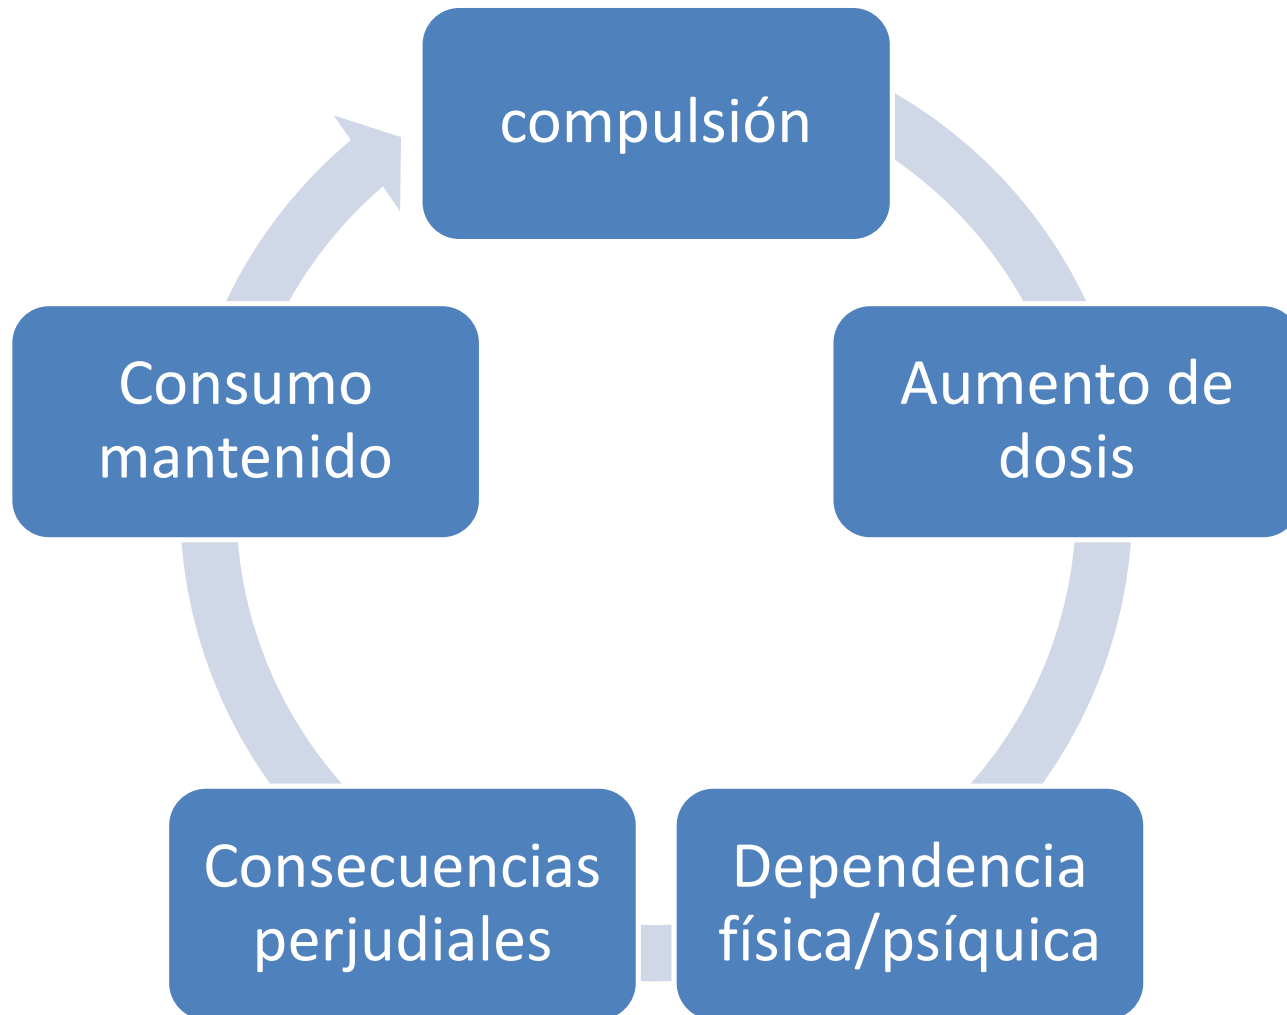 compulsión
Aumento de
dosis
Dependencia
física/psíquica
Consecuencias
perjudiales
Consumo
mantenido